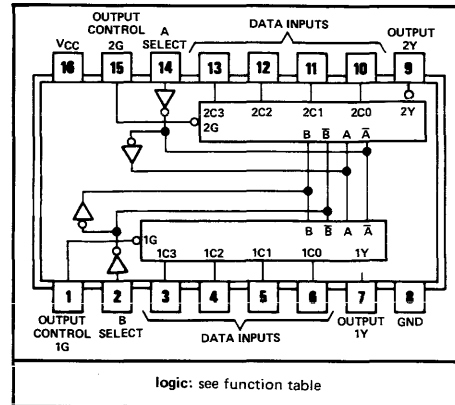 OUTPUT CONTROL 2G
A SELECT
DATA INPUTS
OUTPUT 2Y
VCC
16 15 14 13 12 11 10 9
2C3 2C2 2C1 2C0 2Y
2G
B B̅ A A̅
B B̅ A A̅
1G
1C3 1C2 1C1 1C0 1Y
1 2 3 4 5 6 7 8
OUTPUT CONTROL 1G
B SELECT
DATA INPUTS
OUTPUT 1Y
GND
logic: see function table